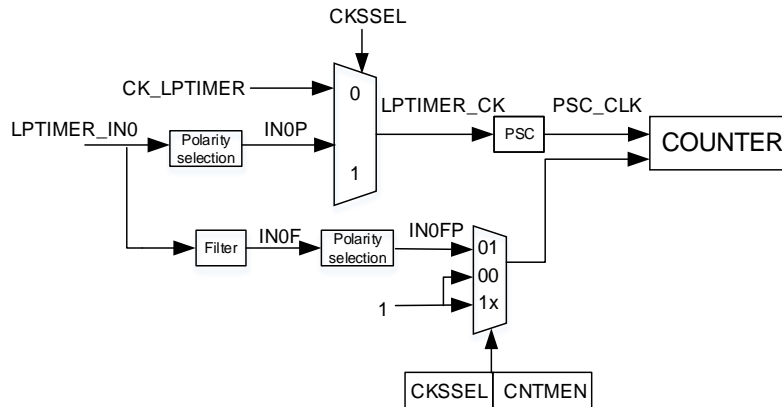 CKSSEL
CK_LPTIMER
0
LPTIMER_CK
PSC_CLK
LPTIMER_IN0
Polarity
selection
IN0P
PSC
COUNTER
1
Filter
IN0F
Polarity
selection
IN0FP
01
00
1
1x
CKSSEL
CNTMEN